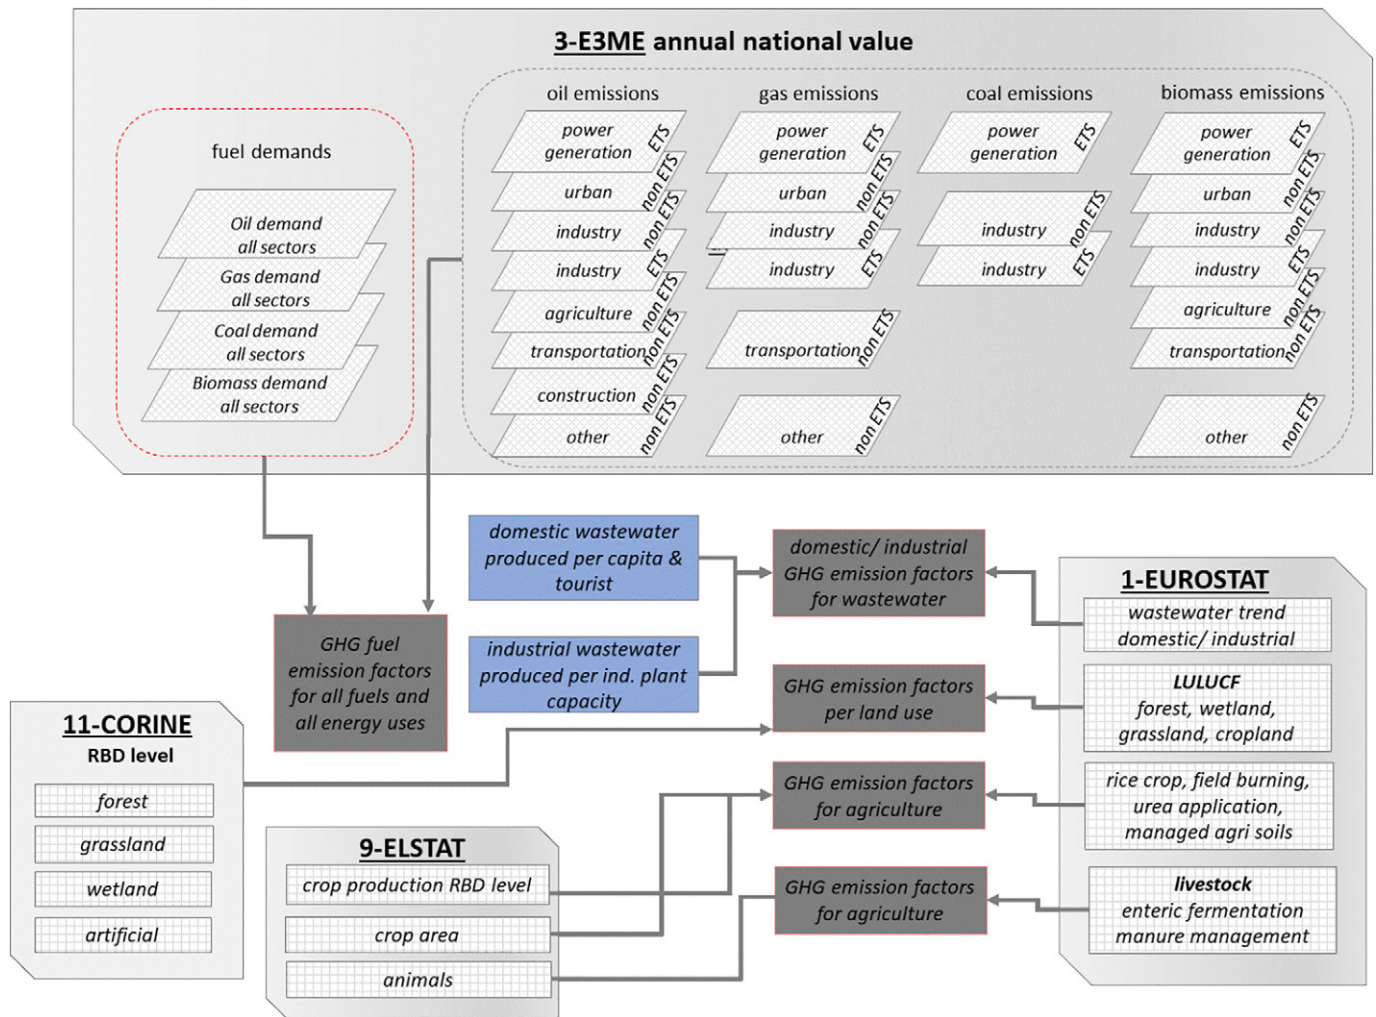 3-E3ME annual national value
fuel demands
Oil demand
all sectors
Gas demand
all sectors
Coal demand
all sectors
Biomass demand
all sectors
oil emissions
power
generation
ETS
urban
non ETS
industry
non ETS
industry
ETS
agriculture
non ETS
transportation
non ETS
construction
non ETS
other
non ETS
gas emissions
power
generation
ETS
urban
non ETS
industry
non ETS
industry
ETS
transportation
non ETS
other
non ETS
coal emissions
power
generation
ETS
industry
non ETS
industry
ETS
biomass emissions
power
generation
ETS
urban
non ETS
industry
non ETS
industry
ETS
agriculture
non ETS
transportation
non ETS
other
non ETS
domestic wastewater
produced per capita &
tourist
industrial wastewater
produced per ind. plant
capacity
GHG fuel
emission factors
for all fuels and
all energy uses
domestic/ industrial
GHG emission factors
for wastewater
GHG emission factors
per land use
GHG emission factors
for agriculture
GHG emission factors
for agriculture
1-EUROSTAT
wastewater trend
domestic/ industrial
LULUCF
forest, wetland,
grassland, cropland
rice crop, field burning,
urea application,
managed agri soils
livestock
enteric fermentation
manure management
11-CORINE
RBD level
forest
grassland
wetland
artificial
9-ELSTAT
crop production RBD level
crop area
animals